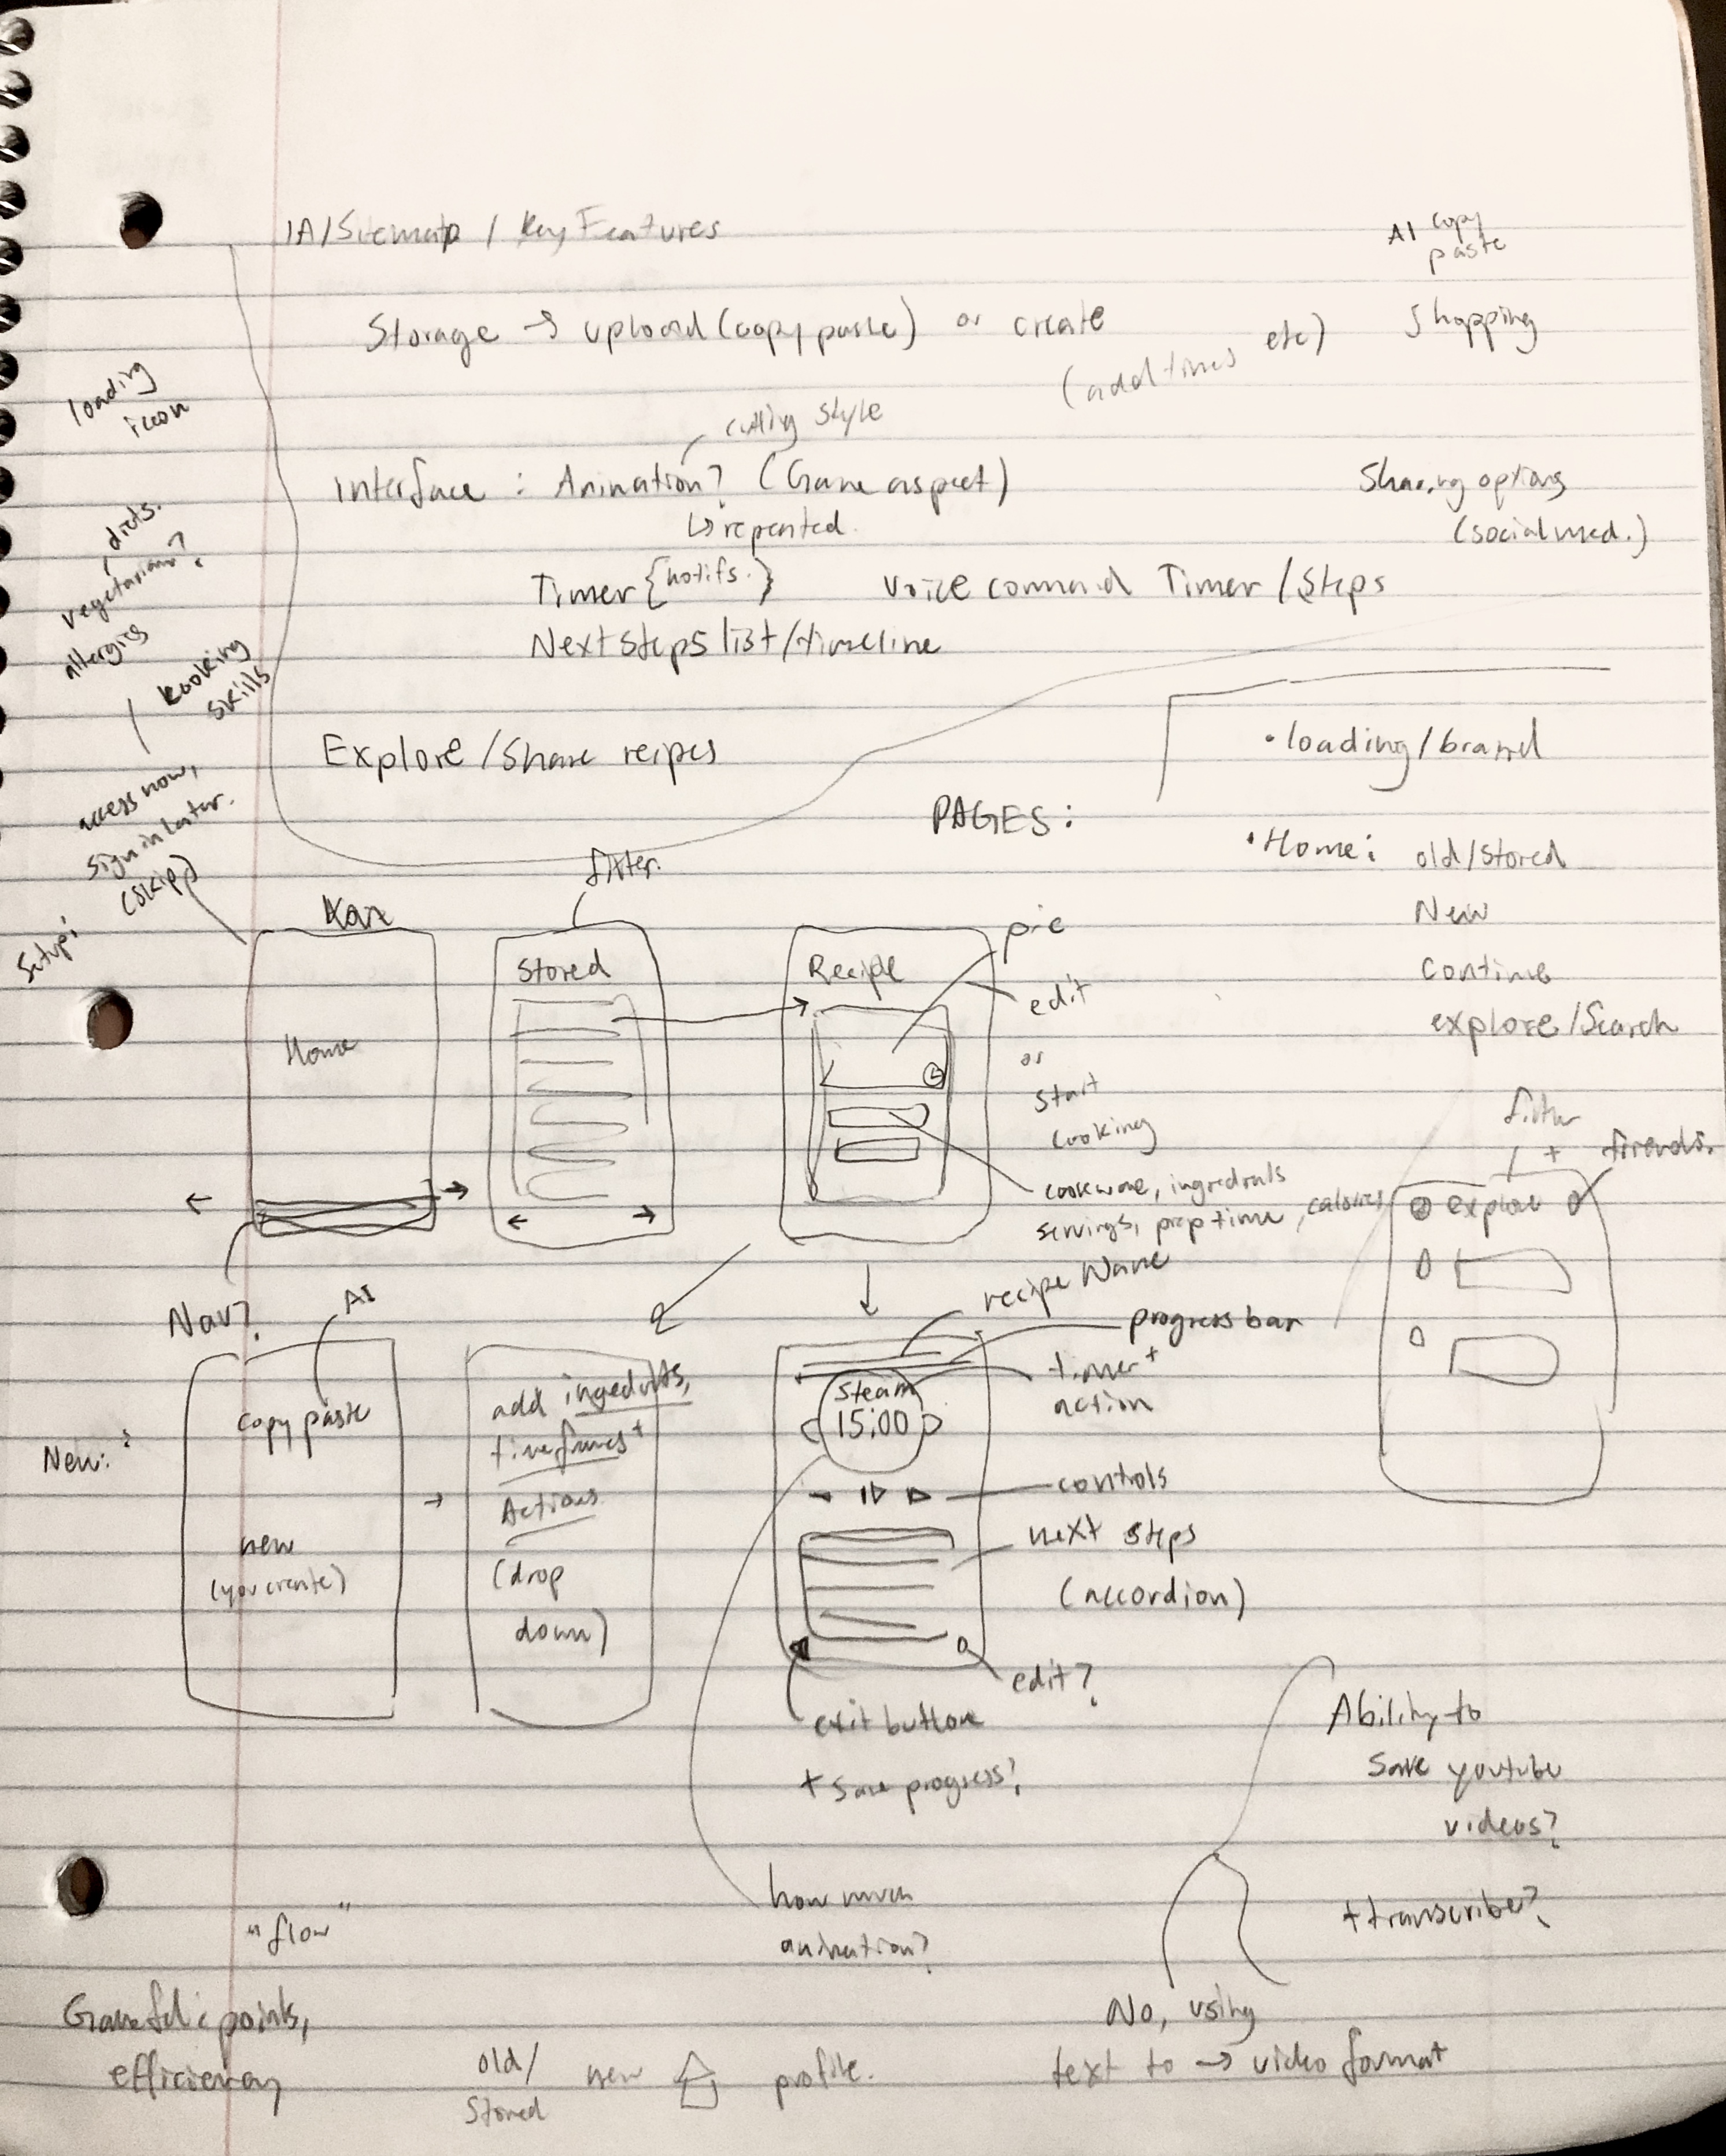 IA/Sitemap / Key Features
AI copy
paste
Storage → upload (copy paste) or create
(add times etc)
Shopping
loading
icon
cutting style
Interface : Animation? (Game aspect)
↳ repeated.
Sharing options
(social med.)
Timer {notifs.} Voice command Timer / Steps
Next steps list/timeline
diets.
vegetarian?
allergies
kooking
skills
Explore / Share reipes
access now,
sign in later.
(skip)
Setup:
PAGES:
• loading / brand
• Home: old/stored
New
continue
explore / Search
filter.
Home
Stored
Recipe
pic
edit
or
start
cooking
cookware, ingredients
servings, prep time, calories
filter
+
friends.
explore
Nav?
AI
New:
copy paste
new
(you create)
→
add ingedients,
timeframes +
Actions
(drop
down)
recipe Name
progress bar
Steam
15:00
timer +
action
controls
next steps
(accordion)
edit?
exit button
+ save progress?
how much
animation?
Ability to
save youtube
videos?
+ transcribe?
No, using
text to → video format
"flow"
points,
efficiency
old/
stored
new
profile.